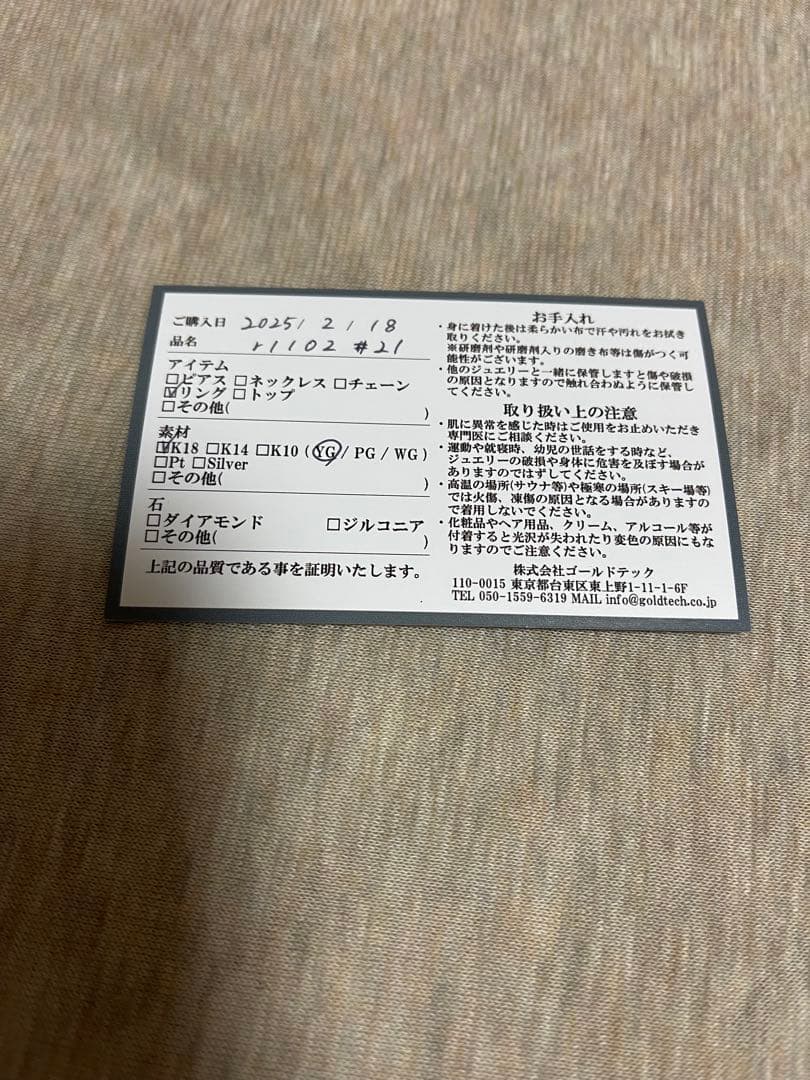 ご購入日 2025/2/18
品名 r1102 #21
アイテム
□ピアス □ネックレス □チェーン
☑リング □トップ
□その他( )
素材
☑K18 □K14 □K10 (YG / PG / WG )
□Pt □Silver
□その他( )
石
□ダイアモンド □ジルコニア
□その他( )
上記の品質である事を証明いたします。
お手入れ
・身に着けた後は柔らかい布で汗や汚れをお拭き
取りください。
※研磨剤や研磨剤入りの磨き布等は傷がつく可
能性がございます。
・他のジュエリーと一緒に保管しますと傷や破損
の原因となりますので触れ合わぬように保管し
てください。
取り扱い上の注意
・肌に異常を感じた時はご使用をお止めいただき
専門医にご相談ください。
・運動や就寝時、幼児の世話をする時など、
ジュエリーの破損や身体に危害を及ぼす場合が
ありますのではずしてください。
・高温の場所(サウナ等)や極寒の場所(スキー場等)
では火傷、凍傷の原因となる場合がありますの
で着用しないでください。
・化粧品やヘア用品、クリーム、アルコール等が
付着すると光沢が失われたり変色の原因にもな
りますのでご注意ください。
株式会社ゴールドテック
110-0015 東京都台東区東上野1-11-1-6F
TEL 050-1559-6319 MAIL info@goldtech.co.jp